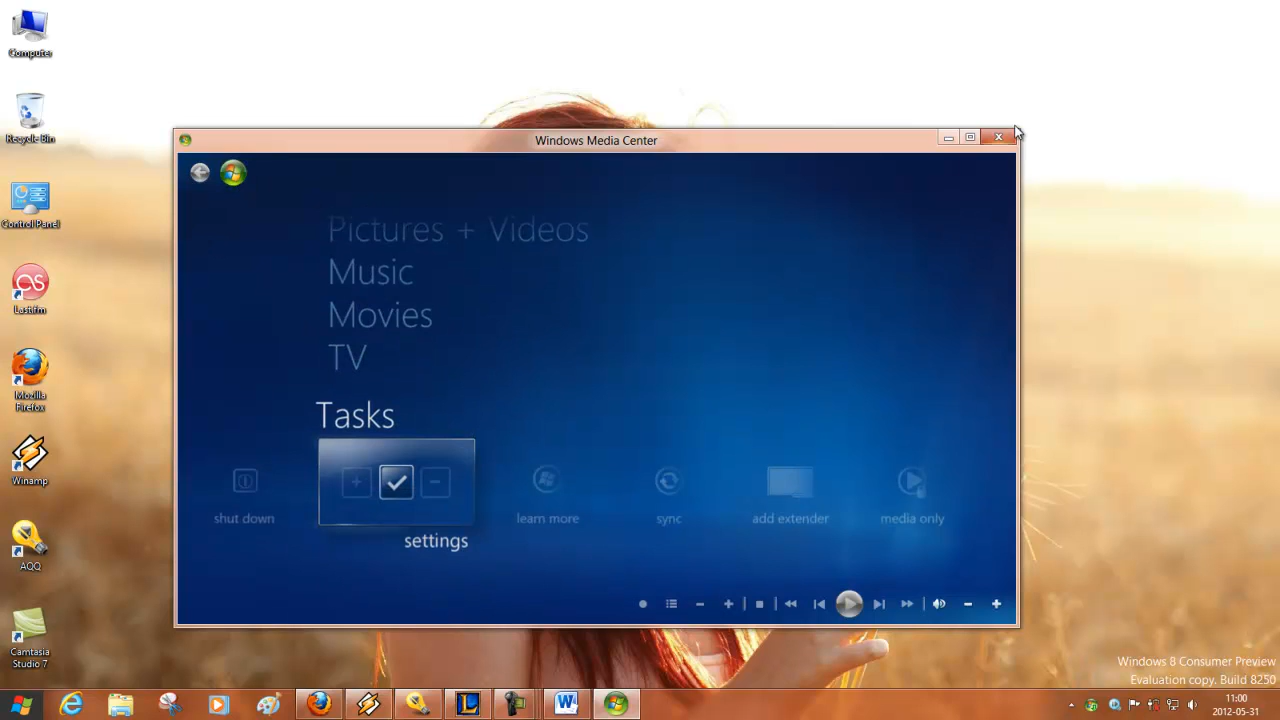 Computer
Recycle Bin
Control Panel
Last.fm
Mozilla
Firefox
Winamp
AQQ
Camtasia
Studio 7
Windows Media Center
Pictures + Videos
Music
Movies
TV
Tasks
shut down
settings
learn more
sync
add extender
media only
Windows 8 Consumer Preview
Evaluation copy. Build 8250
11:00
2012-05-31